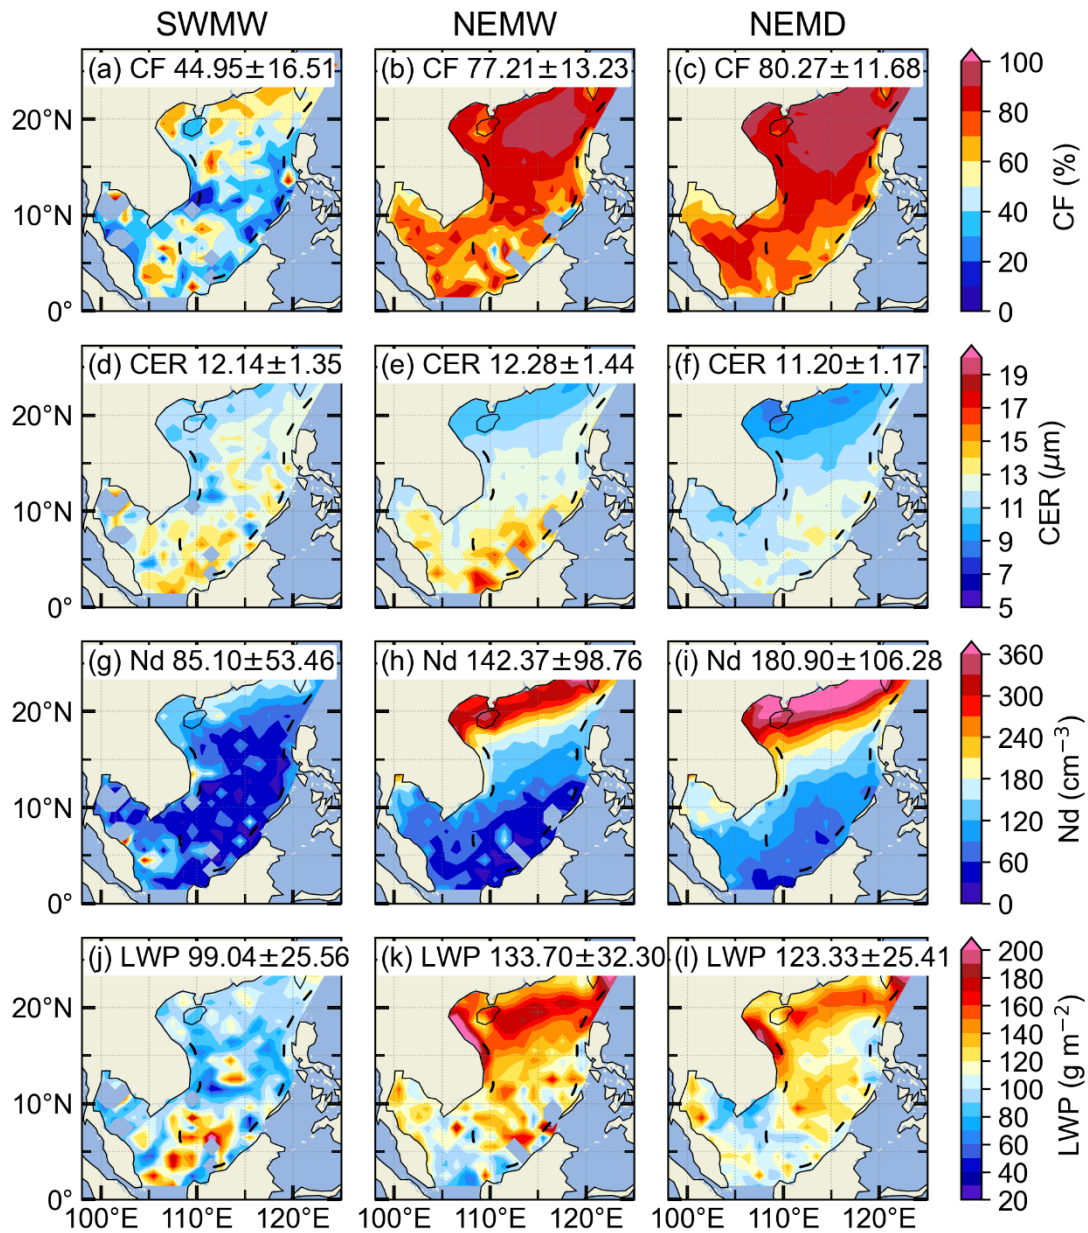 SWMW NEMW NEMD
(a) CF 44.95±16.51 (b) CF 77.21±13.23 (c) CF 80.27±11.68
20°N
10°N
0°
100
80
60
40
20
0
CF (%)
(d) CER 12.14±1.35 (e) CER 12.28±1.44 (f) CER 11.20±1.17
20°N
10°N
0°
19
17
15
13
11
9
7
5
CER (μm)
(g) Nd 85.10±53.46 (h) Nd 142.37±98.76 (i) Nd 180.90±106.28
20°N
10°N
0°
360
300
240
180
120
60
0
Nd (cm⁻³)
(j) LWP 99.04±25.56 (k) LWP 133.70±32.30 (l) LWP 123.33±25.41
20°N
10°N
0°
200
180
160
140
120
100
80
60
40
20
LWP (g m⁻²)
100°E 110°E 120°E 100°E 110°E 120°E 100°E 110°E 120°E